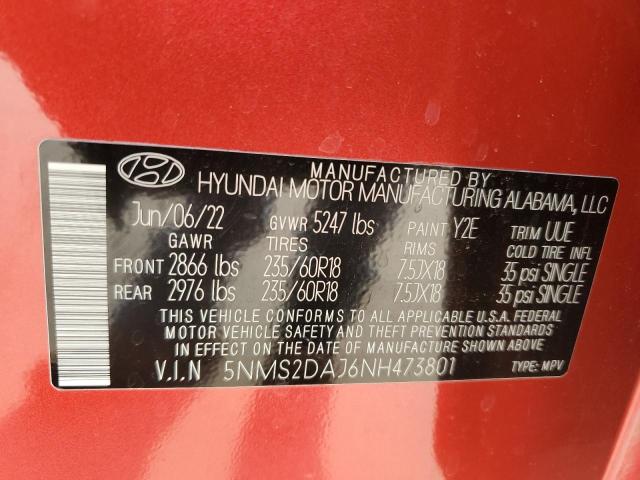 MANUFACTURED BY
HYUNDAI MOTOR MANUFACTURING ALABAMA, LLC
Jun/06/22 GVWR 5247 lbs PAINT Y2E TRIM UUE
GAWR TIRES RIMS COLD TIRE INFL
FRONT 2866 lbs 235/60R18 7.5JX18 35 psi SINGLE
REAR 2976 lbs 235/60R18 7.5JX18 35 psi SINGLE
THIS VEHICLE CONFORMS TO ALL APPLICABLE U.S.A. FEDERAL
MOTOR VEHICLE SAFETY AND THEFT PREVENTION STANDARDS
IN EFFECT ON THE DATE OF MANUFACTURE SHOWN ABOVE
V.I.N 5NMS2DAJ6NH473801 TYPE: MPV